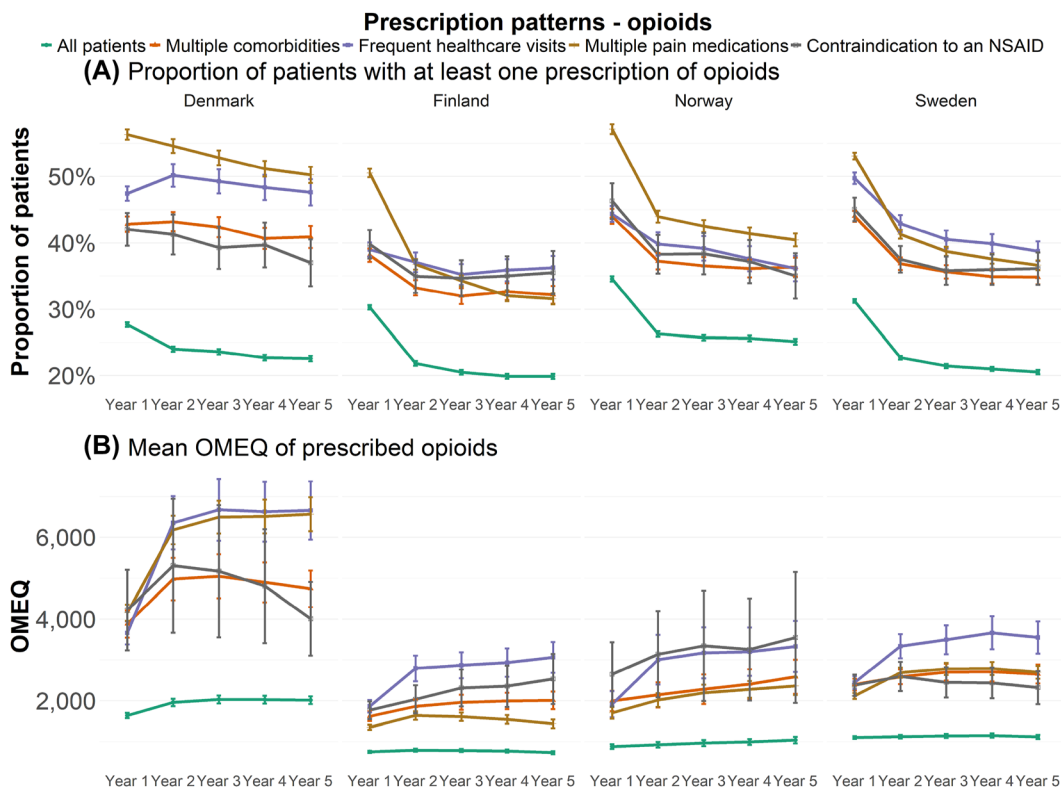 Prescription patterns - opioids
All patients Multiple comorbidities Frequent healthcare visits Multiple pain medications Contraindication to an NSAID
(A) Proportion of patients with at least one prescription of opioids
Denmark Finland Norway Sweden
Proportion of patients
50%
40%
30%
20%
Year 1 Year 2 Year 3 Year 4 Year 5 Year 1 Year 2 Year 3 Year 4 Year 5 Year 1 Year 2 Year 3 Year 4 Year 5 Year 1 Year 2 Year 3 Year 4 Year 5
(B) Mean OMEQ of prescribed opioids
OMEQ
6,000
4,000
2,000
Year 1 Year 2 Year 3 Year 4 Year 5 Year 1 Year 2 Year 3 Year 4 Year 5 Year 1 Year 2 Year 3 Year 4 Year 5 Year 1 Year 2 Year 3 Year 4 Year 5